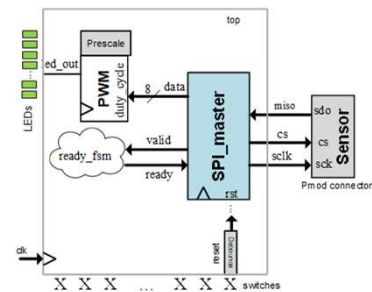 top
Prescale
ed_out
PWM
duty_cycle
8
data
LEDs
SPI_master
miso
sdo
cs
cs
sclk
sck
Sensor
Pmod connector
valid
ready_fsm
ready
rst
reset
Debounce
clk
X X X ... X X X
switches